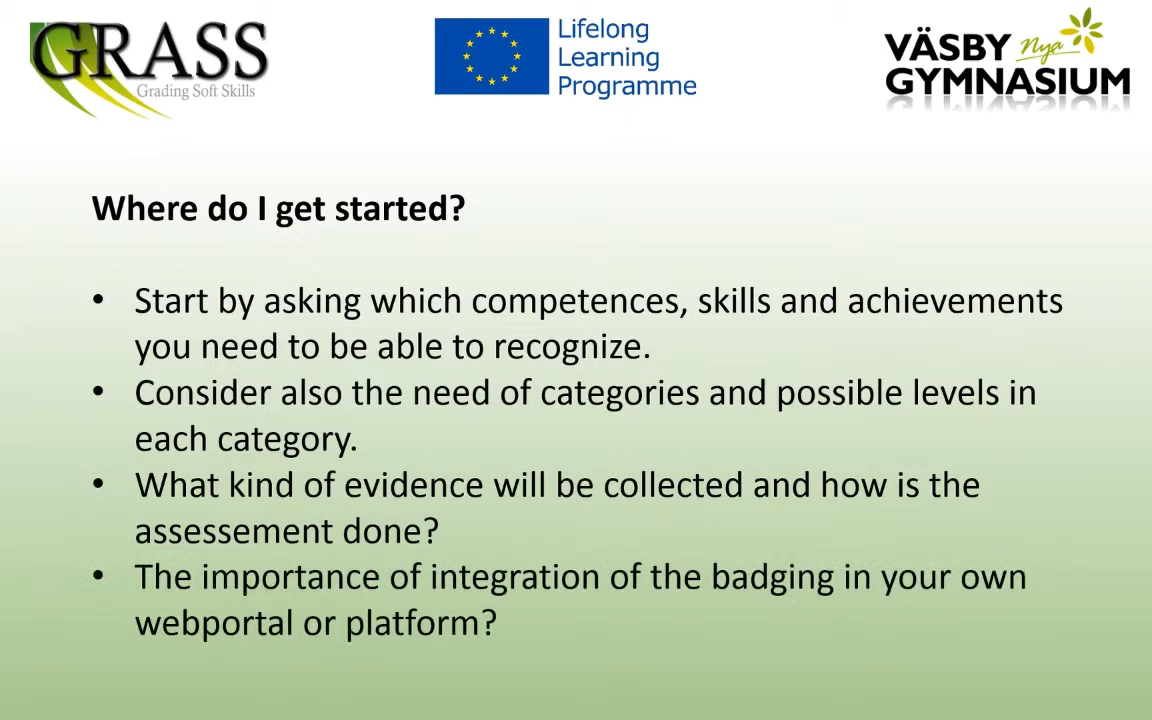 GRASS
Grading Soft Skills
Lifelong
Learning
Programme
VÄSBY Nya
GYMNASIUM
Where do I get started?
• Start by asking which competences, skills and achievements
you need to be able to recognize.
• Consider also the need of categories and possible levels in
each category.
• What kind of evidence will be collected and how is the
assessement done?
• The importance of integration of the badging in your own
webportal or platform?